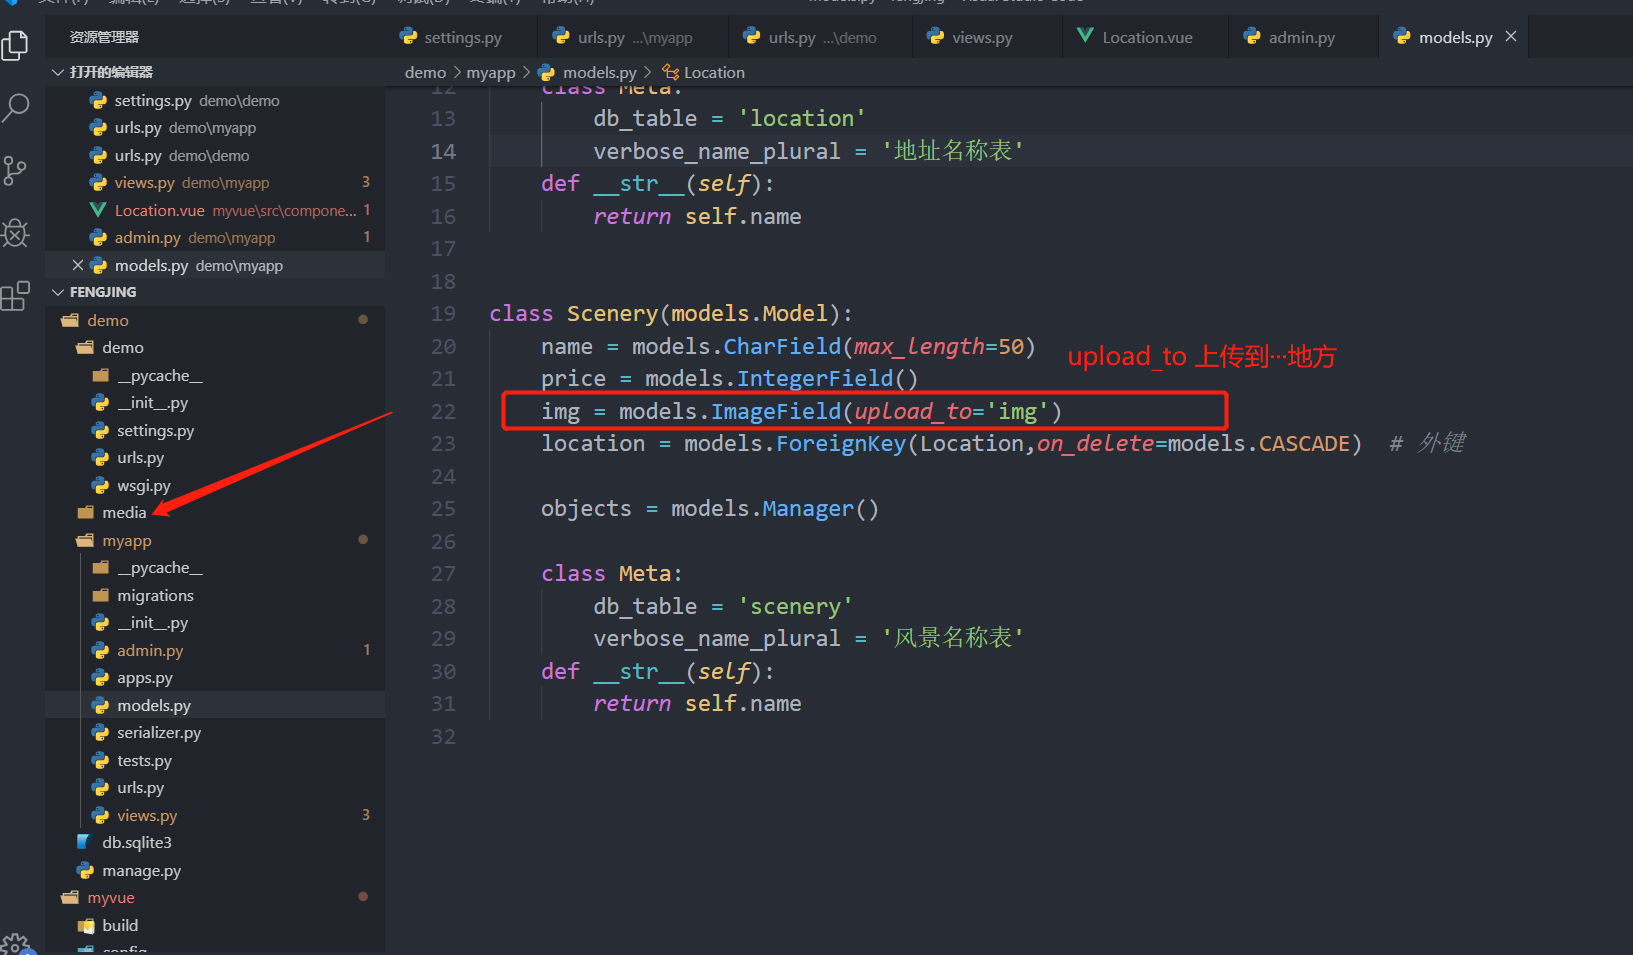 资源管理器
settings.py
urls.py ...\myapp
urls.py ...\demo
views.py
Location.vue
admin.py
models.py
打开的编辑器
demo > myapp > models.py > Location
settings.py demo\demo
urls.py demo\myapp
urls.py demo\demo
views.py demo\myapp 3
Location.vue myvue\src\compone... 1
admin.py demo\myapp 1
models.py demo\myapp
FENGJING
demo
demo
__pycache__
__init__.py
settings.py
urls.py
wsgi.py
media
myapp
__pycache__
migrations
__init__.py
admin.py 1
apps.py
models.py
serializer.py
tests.py
urls.py
views.py 3
db.sqlite3
manage.py
myvue
build
config
12 class Meta:
13 db_table = 'location'
14 verbose_name_plural = '地址名称表'
15 def __str__(self):
16 return self.name
17
18
19 class Scenery(models.Model):
20 name = models.CharField(max_length=50)
upload_to 上传到...地方
21 price = models.IntegerField()
22 img = models.ImageField(upload_to='img')
23 location = models.ForeignKey(Location,on_delete=models.CASCADE) # 外键
24
25 objects = models.Manager()
26
27 class Meta:
28 db_table = 'scenery'
29 verbose_name_plural = '风景名称表'
30 def __str__(self):
31 return self.name
32